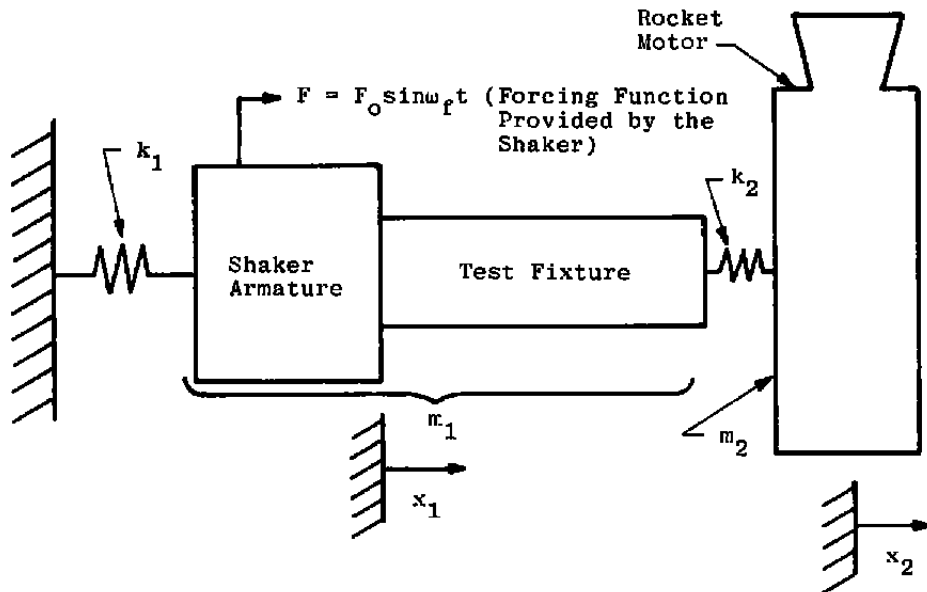 Rocket
Motor
F = F_o sinω_f t (Forcing Function
Provided by the
Shaker)
k_1
k_2
Shaker
Armature
Test Fixture
m_1
m_2
x_1
x_2